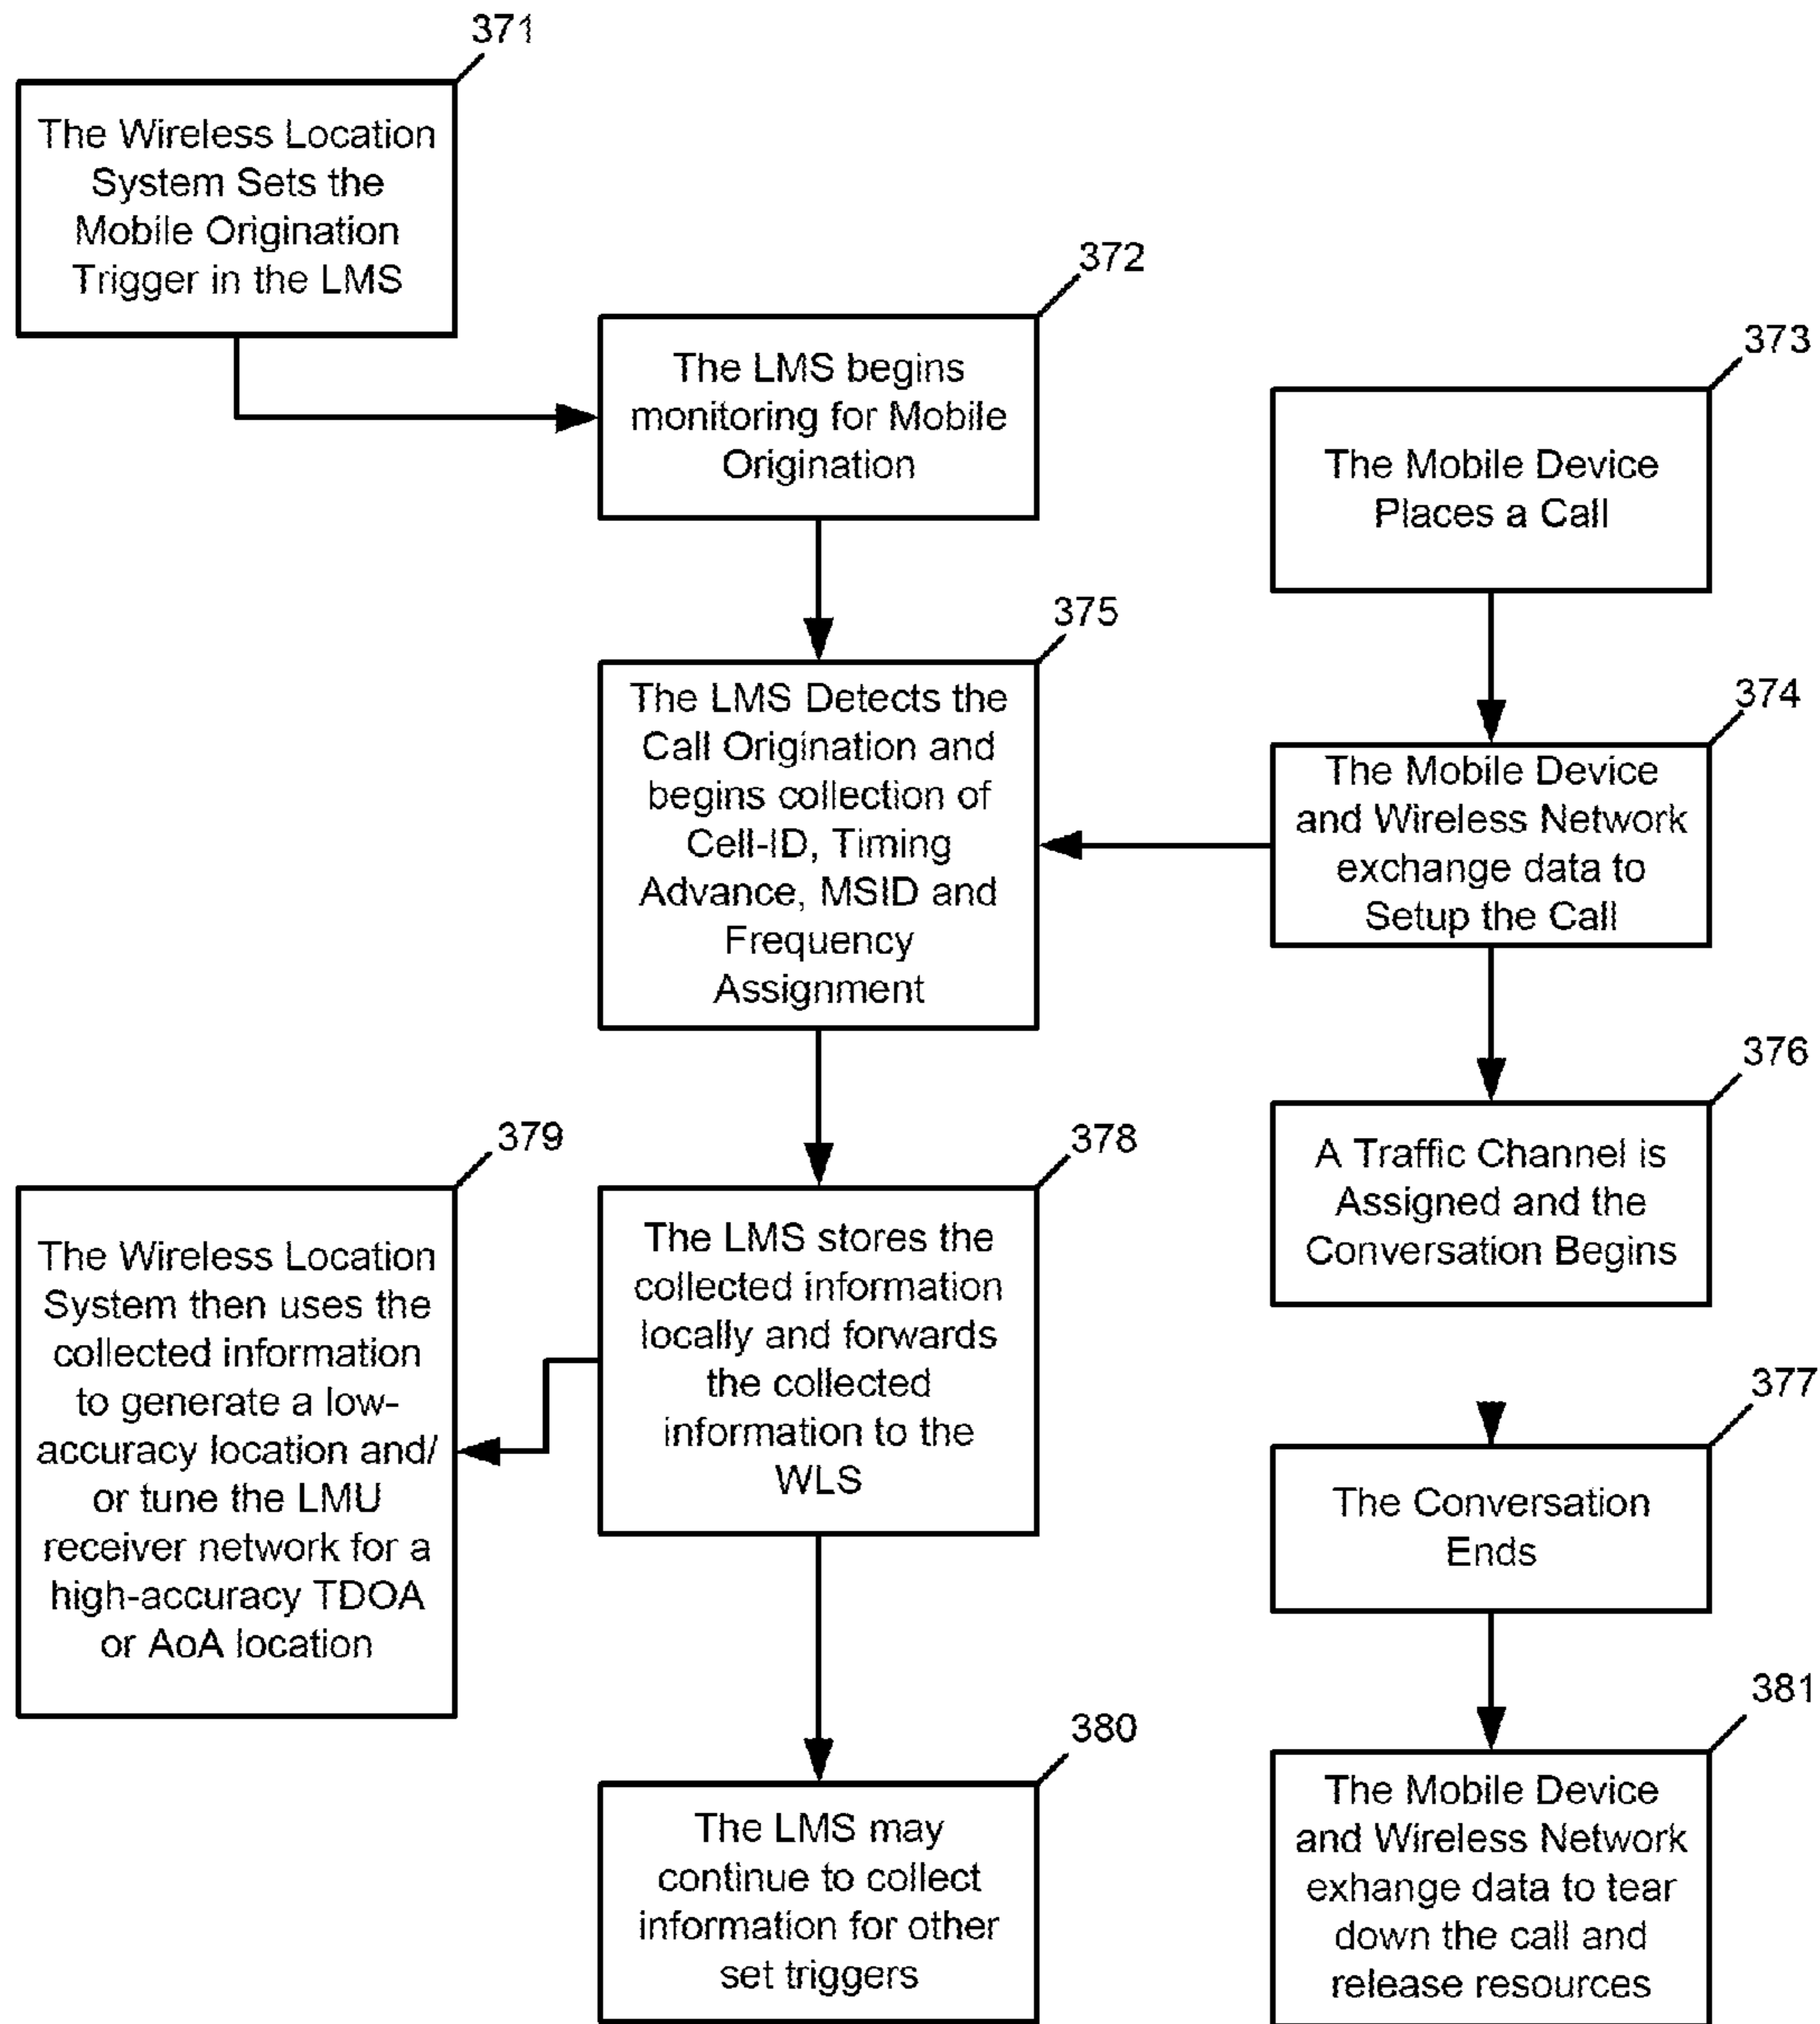 371
The Wireless Location
System Sets the
Mobile Origination
Trigger in the LMS
372
The LMS begins
monitoring for Mobile
Origination
373
The Mobile Device
Places a Call
374
The Mobile Device
and Wireless Network
exchange data to
Setup the Call
375
The LMS Detects the
Call Origination and
begins collection of
Cell-ID, Timing
Advance, MSID and
Frequency
Assignment
376
A Traffic Channel is
Assigned and the
Conversation Begins
377
The Conversation
Ends
378
The LMS stores the
collected information
locally and forwards
the collected
information to the
WLS
379
The Wireless Location
System then uses the
collected information
to generate a low-
accuracy location and/
or tune the LMU
receiver network for a
high-accuracy TDOA
or AoA location
380
The LMS may
continue to collect
information for other
set triggers
381
The Mobile Device
and Wireless Network
exhange data to tear
down the call and
release resources